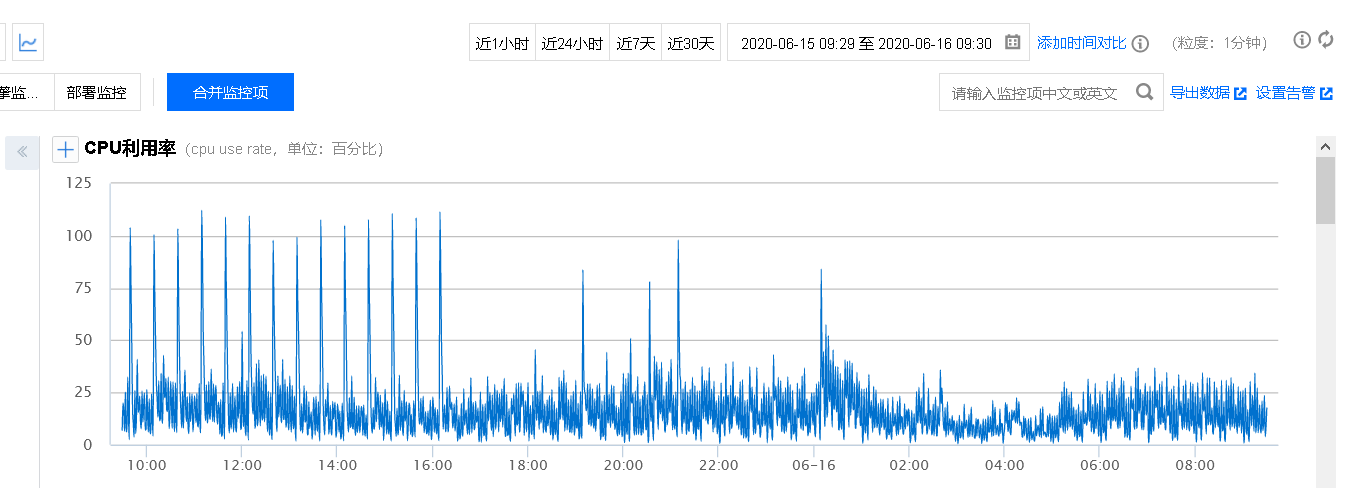 近1小时 近24小时 近7天 近30天 2020-06-15 09:29 至 2020-06-16 09:30 添加时间对比 (粒度：1分钟)
擎监... 部署监控 合并监控项 请输入监控项中文或英文 导出数据 设置告警
CPU利用率 (cpu use rate，单位：百分比)
125
100
75
50
25
0
10:00 12:00 14:00 16:00 18:00 20:00 22:00 06-16 02:00 04:00 06:00 08:00